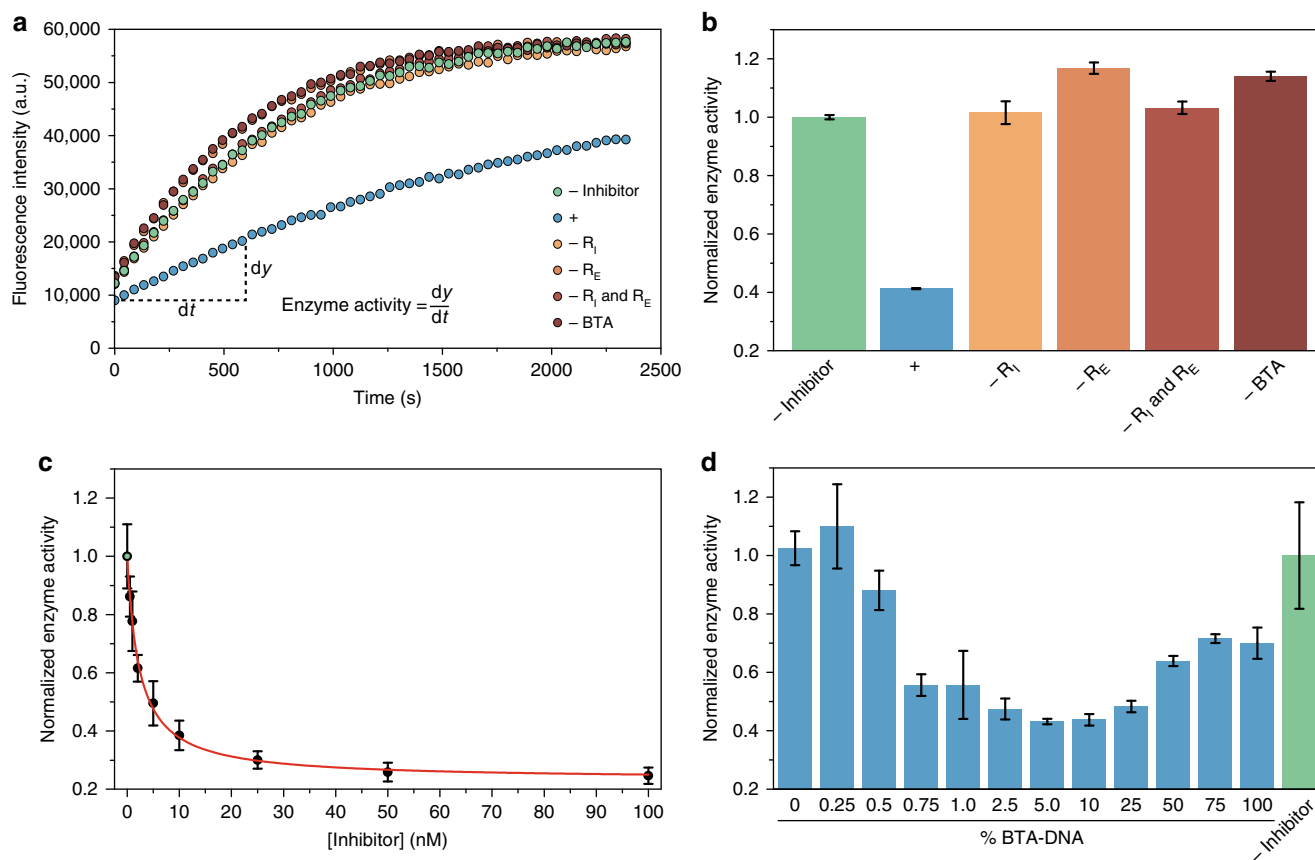 a
Fluorescence intensity (a.u.)
60,000
50,000
40,000
30,000
20,000
10,000
0
0 500 1000 1500 2000 2500
Time (s)
dy
dt
Enzyme activity = dy/dt
– Inhibitor
+
– R_I
– R_E
– R_I and R_E
– BTA
b
Normalized enzyme activity
1.2
1.0
0.8
0.6
0.4
0.2
– Inhibitor
+
– R_I
– R_E
– R_I and R_E
– BTA
c
Normalized enzyme activity
1.2
1.0
0.8
0.6
0.4
0.2
0 10 20 30 40 50 60 70 80 90 100
[Inhibitor] (nM)
d
Normalized enzyme activity
1.2
1.0
0.8
0.6
0.4
0.2
0 0.25 0.5 0.75 1.0 2.5 5.0 10 25 50 75 100
– Inhibitor
% BTA-DNA